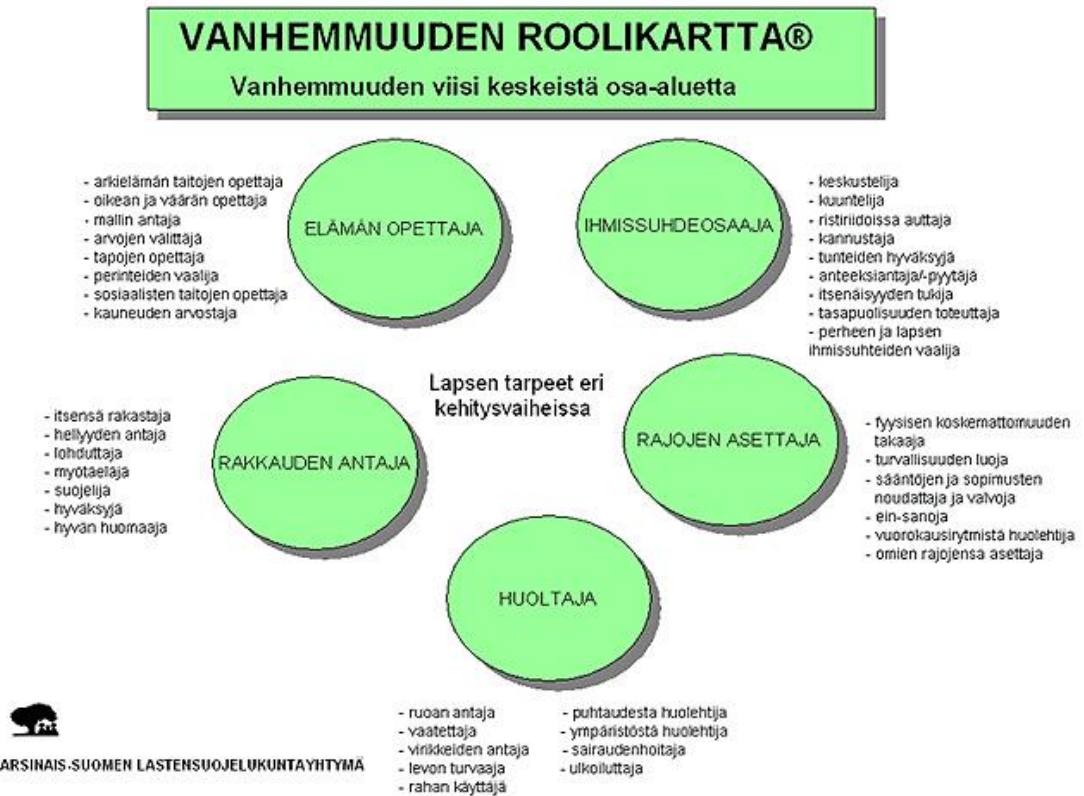 VANHEMMUUDEN ROOLIKARTTA®
Vanhemmuuden viisi keskeistä osa-aluetta
- arkielämän taitojen opettaja
- oikean ja väärän opettaja
- mallin antaja
- arvojen välittäjä
- tapojen opettaja
- perinteiden vaalija
- sosiaalisten taitojen opettaja
- kauneuden arvostaja
ELÄMÄN OPETTAJA
IHMISSUHDEOSAAJA
- keskustelija
- kuuntelija
- ristiriidoissa auttaja
- kannustaja
- tunteiden hyväksyjä
- anteeksiantaja/-pyytäjä
- itsenäisyyden tukija
- tasapuolisuuden toteuttaja
- perheen ja lapsen
ihmissuhteiden vaalija
Lapsen tarpeet eri
kehitysvaiheissa
- itsensä rakastaja
- hellyyden antaja
- lohduttaja
- myötäeläjä
- suojelija
- hyväksyjä
- hyvän huomaaja
RAKKAUDEN ANTAJA
RAJOJEN ASETTAJA
- fyysisen koskemattomuuden
takaaja
- turvallisuuden luoja
- sääntöjen ja sopimusten
noudattaja ja valvoja
- ein-sanoja
- vuorokausirytmistä huolehtija
- omien rajojensa asettaja
HUOLTAJA
- ruoan antaja
- vaatettaja
- virikkeiden antaja
- levon turvaaja
- rahan käyttäjä
- puhtaudesta huolehtija
- ympäristöstä huolehtija
- sairaudenhoitaja
- ulkoiluttaja
ARSINAIS-SUOMEN LASTENSUOJELUKUNTAYHTYMÄ